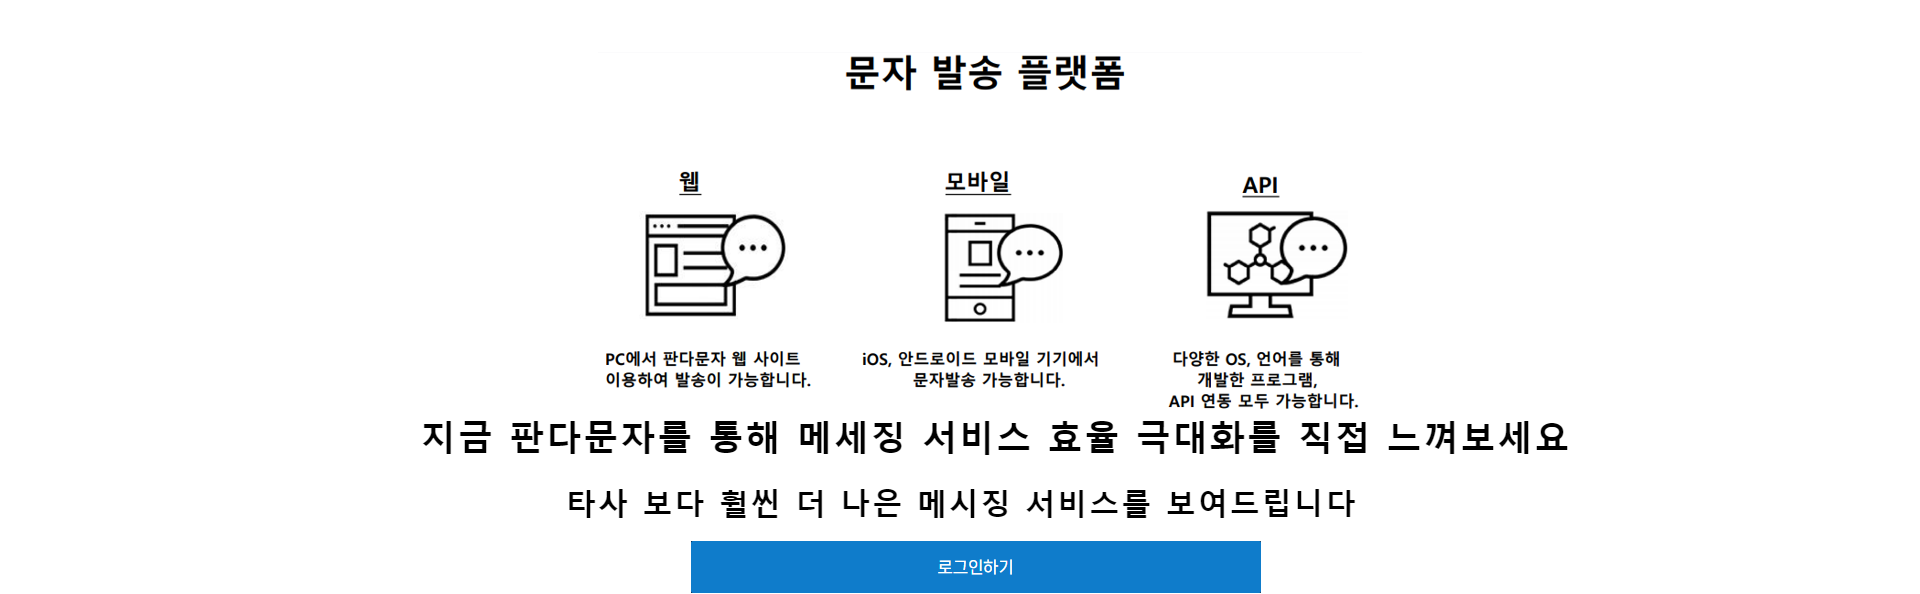 문자 발송 플랫폼
웹
모바일
API
PC에서 판다문자 웹 사이트
이용하여 발송이 가능합니다.
iOS, 안드로이드 모바일 기기에서
문자발송 가능합니다.
다양한 OS, 언어를 통해
개발한 프로그램,
API 연동 모두 가능합니다.
지금 판다문자를 통해 메세징 서비스 효율 극대화를 직접 느껴보세요
타사 보다 훨씬 더 나은 메시징 서비스를 보여드립니다
로그인하기